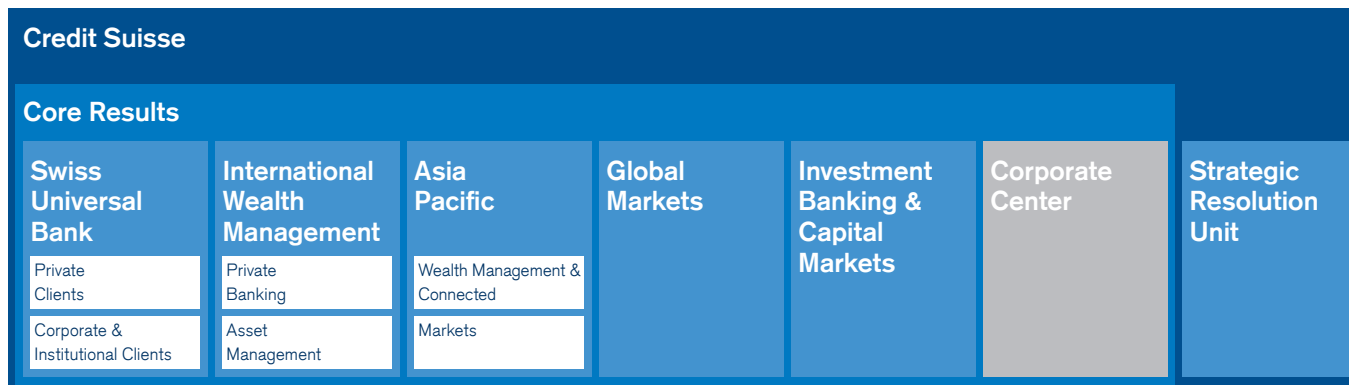 Credit Suisse
Core Results
Swiss
Universal
Bank
Private
Clients
Corporate &
Institutional Clients
International
Wealth
Management
Private
Banking
Asset
Management
Asia
Pacific
Wealth Management &
Connected
Markets
Global
Markets
Investment
Banking &
Capital
Markets
Corporate
Center
Strategic
Resolution
Unit